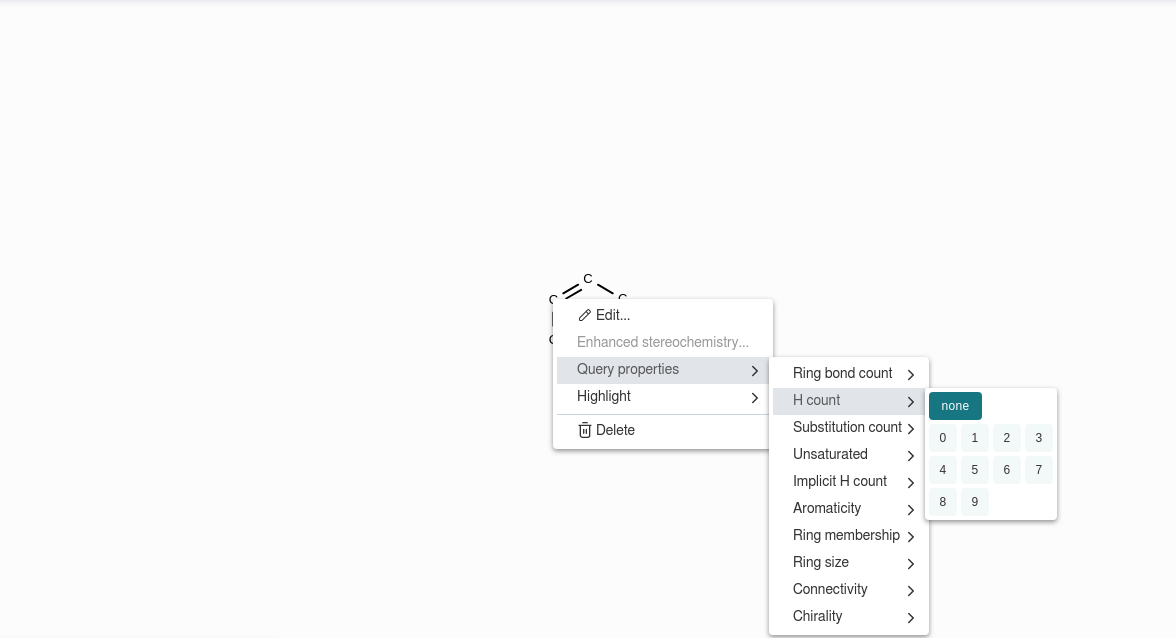 C
C
C
C
Edit...
Enhanced stereochemistry...
Query properties
Highlight
Delete
Ring bond count
H count
Substitution count
Unsaturated
Implicit H count
Aromaticity
Ring membership
Ring size
Connectivity
Chirality
none
0 1 2 3
4 5 6 7
8 9